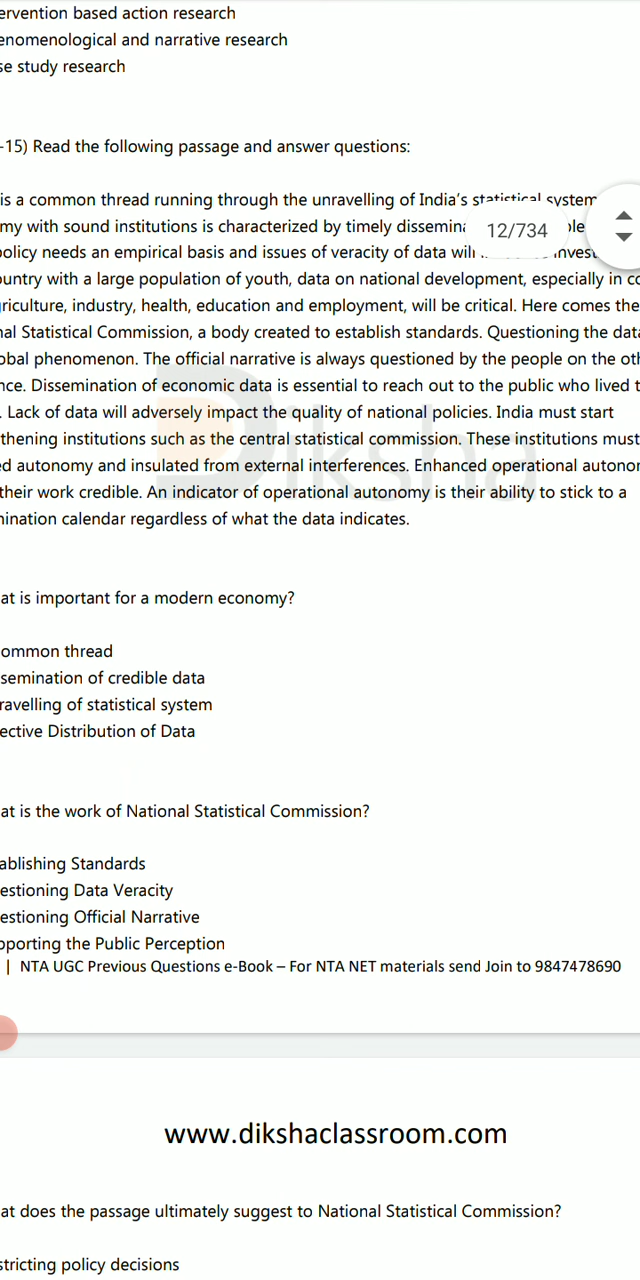 ervention based action research
enomenological and narrative research
se study research
-15) Read the following passage and answer questions:
is a common thread running through the unravelling of India's statistical system
my with sound institutions is characterized by timely dissemina
12/734
policy needs an empirical basis and issues of veracity of data will invest
ountry with a large population of youth, data on national development, especially in co
griculture, industry, health, education and employment, will be critical. Here comes the
nal Statistical Commission, a body created to establish standards. Questioning the data
obal phenomenon. The official narrative is always questioned by the people on the oth
nce. Dissemination of economic data is essential to reach out to the public who lived t
. Lack of data will adversely impact the quality of national policies. India must start
thening institutions such as the central statistical commission. These institutions must
ed autonomy and insulated from external interferences. Enhanced operational autonor
their work credible. An indicator of operational autonomy is their ability to stick to a
mination calendar regardless of what the data indicates.
Diksha
at is important for a modern economy?
ommon thread
semination of credible data
ravelling of statistical system
ective Distribution of Data
at is the work of National Statistical Commission?
ablishing Standards
estioning Data Veracity
estioning Official Narrative
pporting the Public Perception
| NTA UGC Previous Questions e-Book – For NTA NET materials send Join to 9847478690
www.dikshaclassroom.com
at does the passage ultimately suggest to National Statistical Commission?
stricting policy decisions